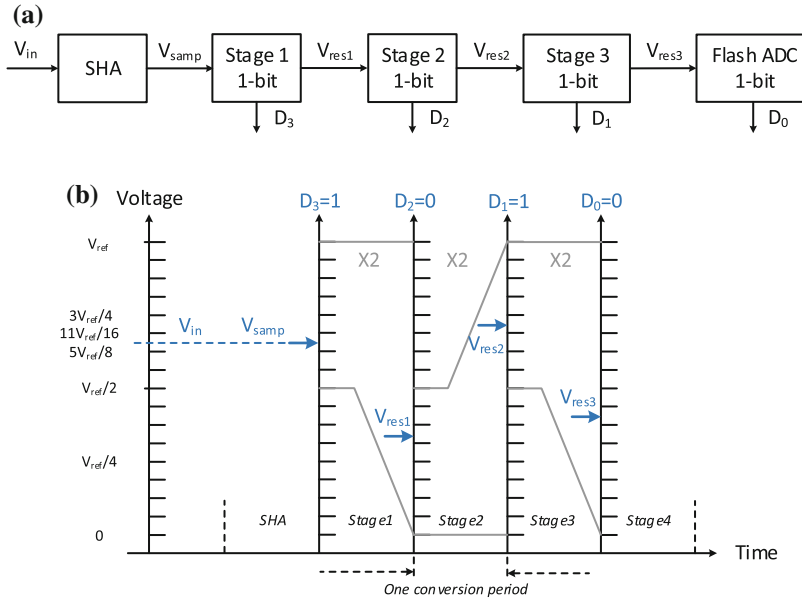 (a)
V_in
SHA
V_samp
Stage 1
1-bit
V_res1
Stage 2
1-bit
V_res2
Stage 3
1-bit
V_res3
Flash ADC
1-bit
D_3
D_2
D_1
D_0
(b)
Voltage
D_3=1
D_2=0
D_1=1
D_0=0
V_ref
X2
X2
X2
3V_ref/4
11V_ref/16
5V_ref/8
V_in
V_samp
V_res2
V_ref/2
V_res1
V_res3
V_ref/4
SHA
Stage1
Stage2
Stage3
Stage4
0
Time
One conversion period